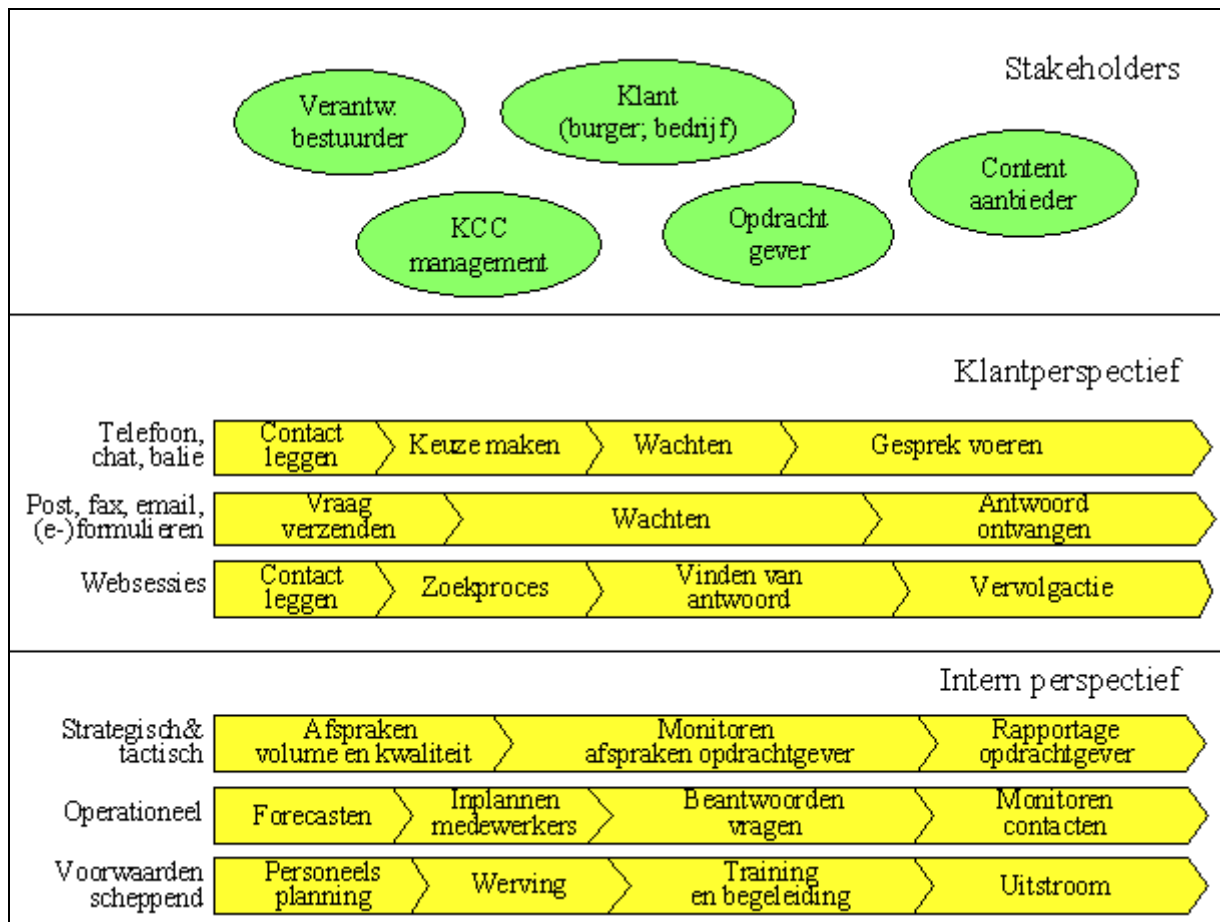 Stakeholders
Verantw.
bestuurder
Klant
(burger; bedrijf)
Content
aanbieder
KCC
management
Opdracht
gever
Klantperspectief
Telefoon,
chat, balie
Contact
leggen
Keuze maken
Wachten
Gesprek voeren
Post, fax, email,
(e-)formulieren
Vraag
verzenden
Wachten
Antwoord
ontvangen
Websessies
Contact
leggen
Zoekproces
Vinden van
antwoord
Vervolgactie
Intern perspectief
Strategisch&
tactisch
Afspraken
volume en kwaliteit
Monitoren
afspraken opdrachtgever
Rapportage
opdrachtgever
Operationeel
Forecasten
Inplannen
medewerkers
Beantwoorden
vragen
Monitoren
contacten
Voorwaarden
scheppend
Personeels
planning
Werving
Training
en begeleiding
Uitstroom